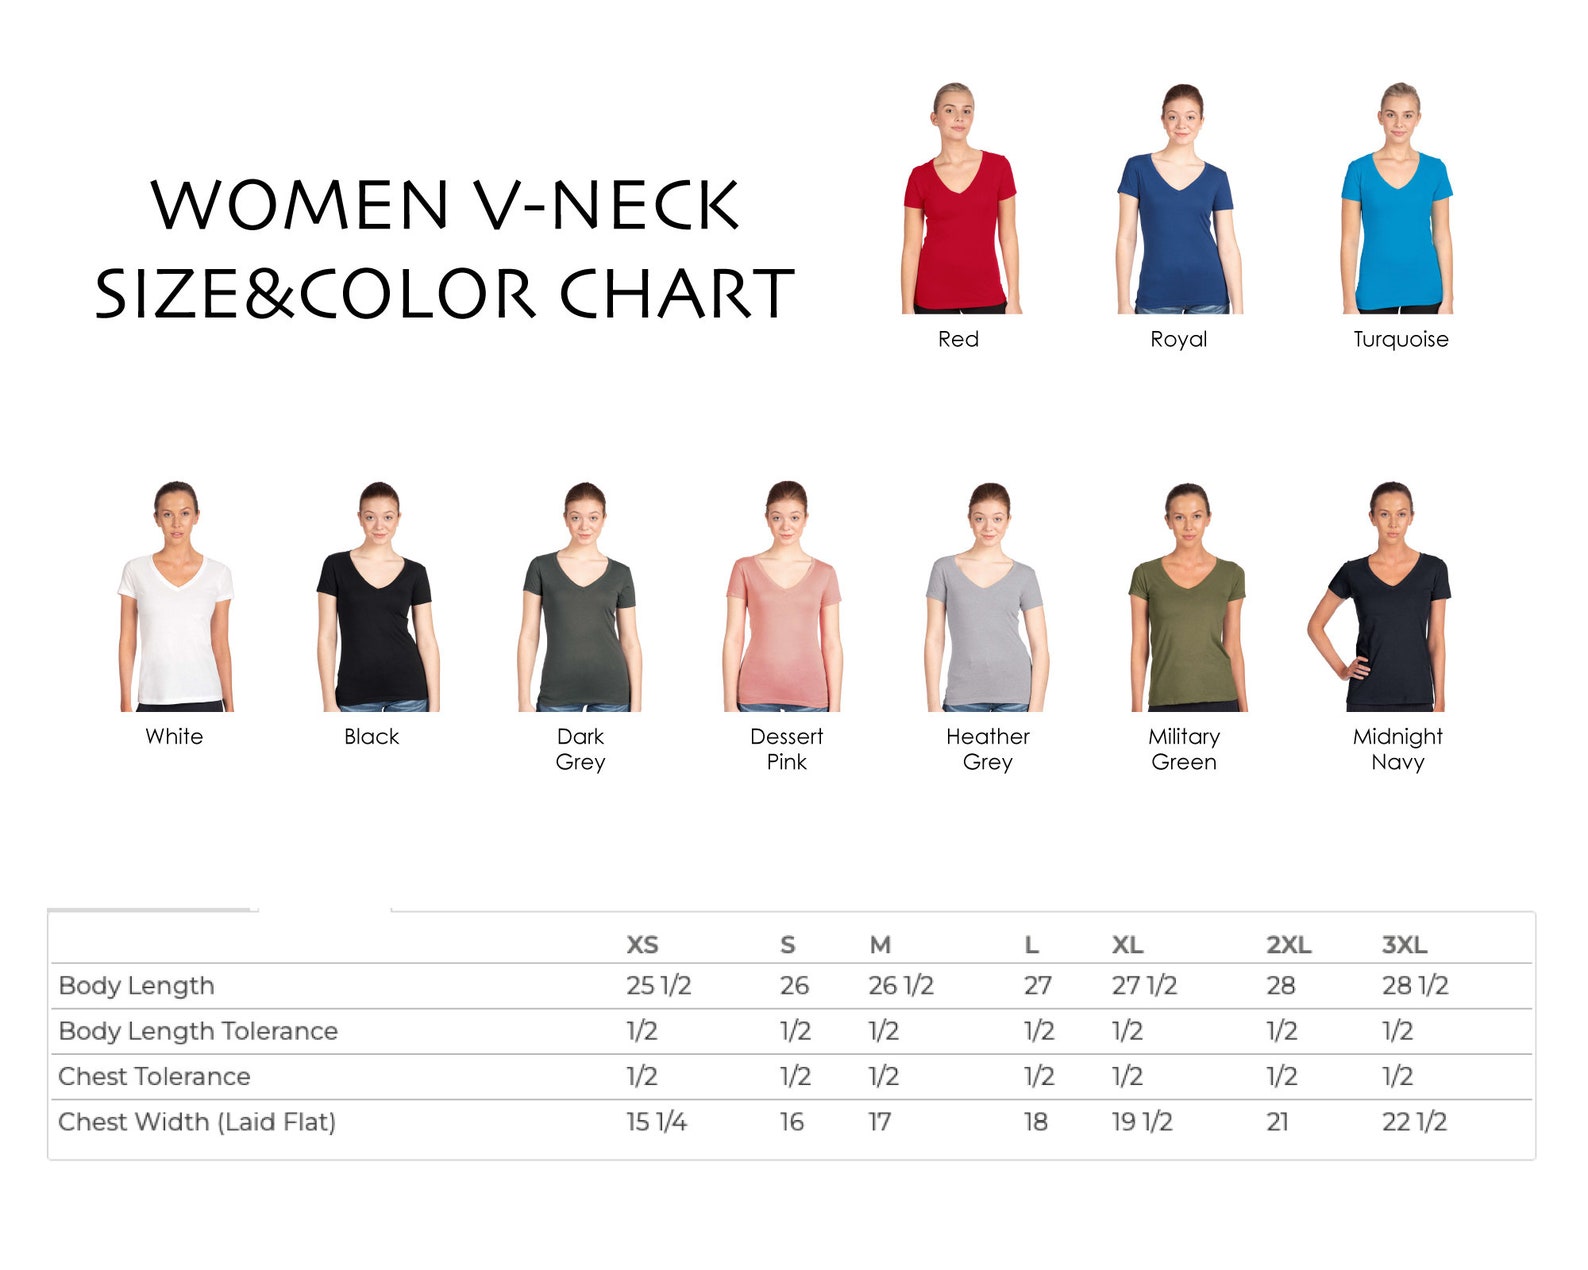 WOMEN V-NECK
SIZE&COLOR CHART
Red
Royal
Turquoise
White
Black
Dark
Grey
Dessert
Pink
Heather
Grey
Military
Green
Midnight
Navy
XS S M L XL 2XL 3XL
Body Length 25 1/2 26 26 1/2 27 27 1/2 28 28 1/2
Body Length Tolerance 1/2 1/2 1/2 1/2 1/2 1/2 1/2
Chest Tolerance 1/2 1/2 1/2 1/2 1/2 1/2 1/2
Chest Width (Laid Flat) 15 1/4 16 17 18 19 1/2 21 22 1/2